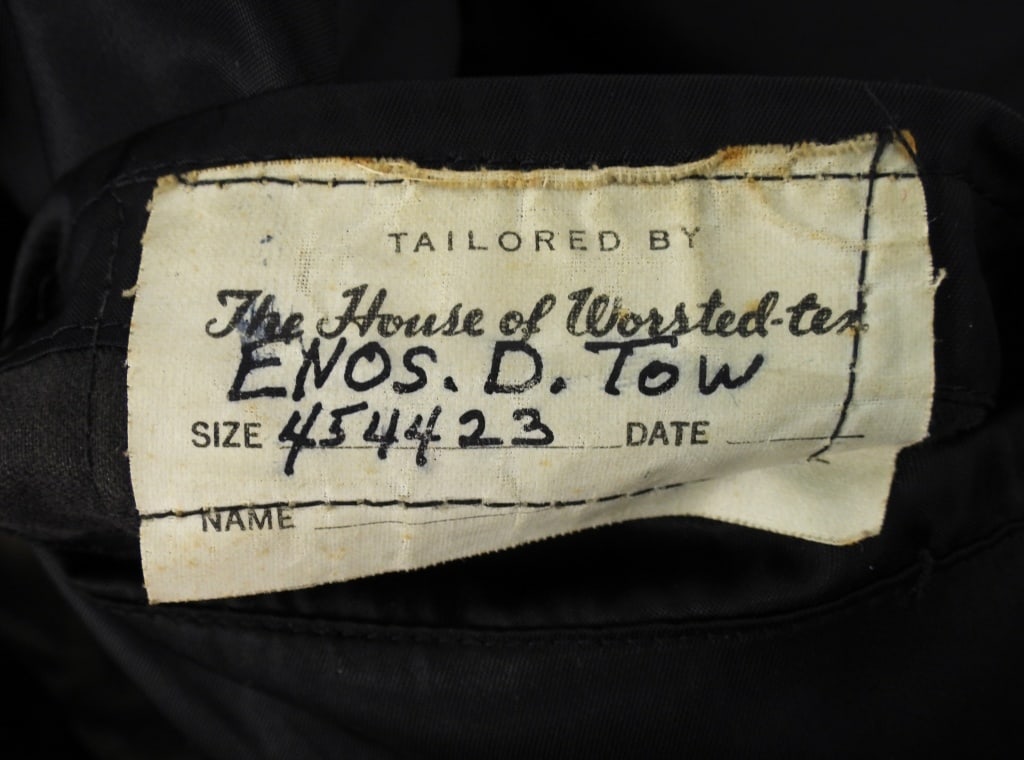 TAILORED BY
The House of Worsted-tex
ENOS. D. TOW
SIZE 454423 DATE
NAME